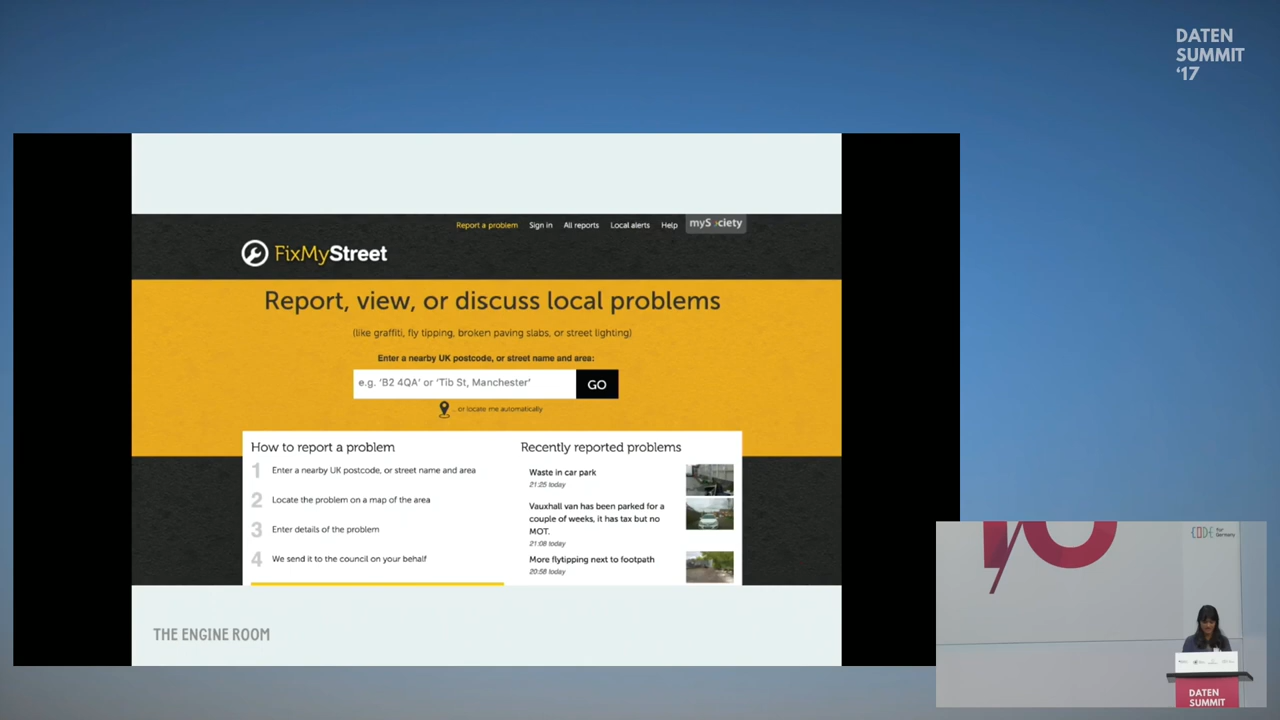 DATEN
SUMMIT
'17
Report a problem Sign in All reports Local alerts Help mySociety
FixMyStreet
Report, view, or discuss local problems
(like graffiti, fly tipping, broken paving slabs, or street lighting)
Enter a nearby UK postcode, or street name and area:
e.g. 'B2 4QA' or 'Tib St, Manchester' GO
... or locate me automatically
How to report a problem
1 Enter a nearby UK postcode, or street name and area
2 Locate the problem on a map of the area
3 Enter details of the problem
4 We send it to the council on your behalf
Recently reported problems
Waste in car park
21:25 today
Vauxhall van has been parked for a
couple of weeks, it has tax but no
MOT.
21:08 today
More flytipping next to footpath
20:58 today
THE ENGINE ROOM
CODE for
Germany
DATEN
SUMMIT